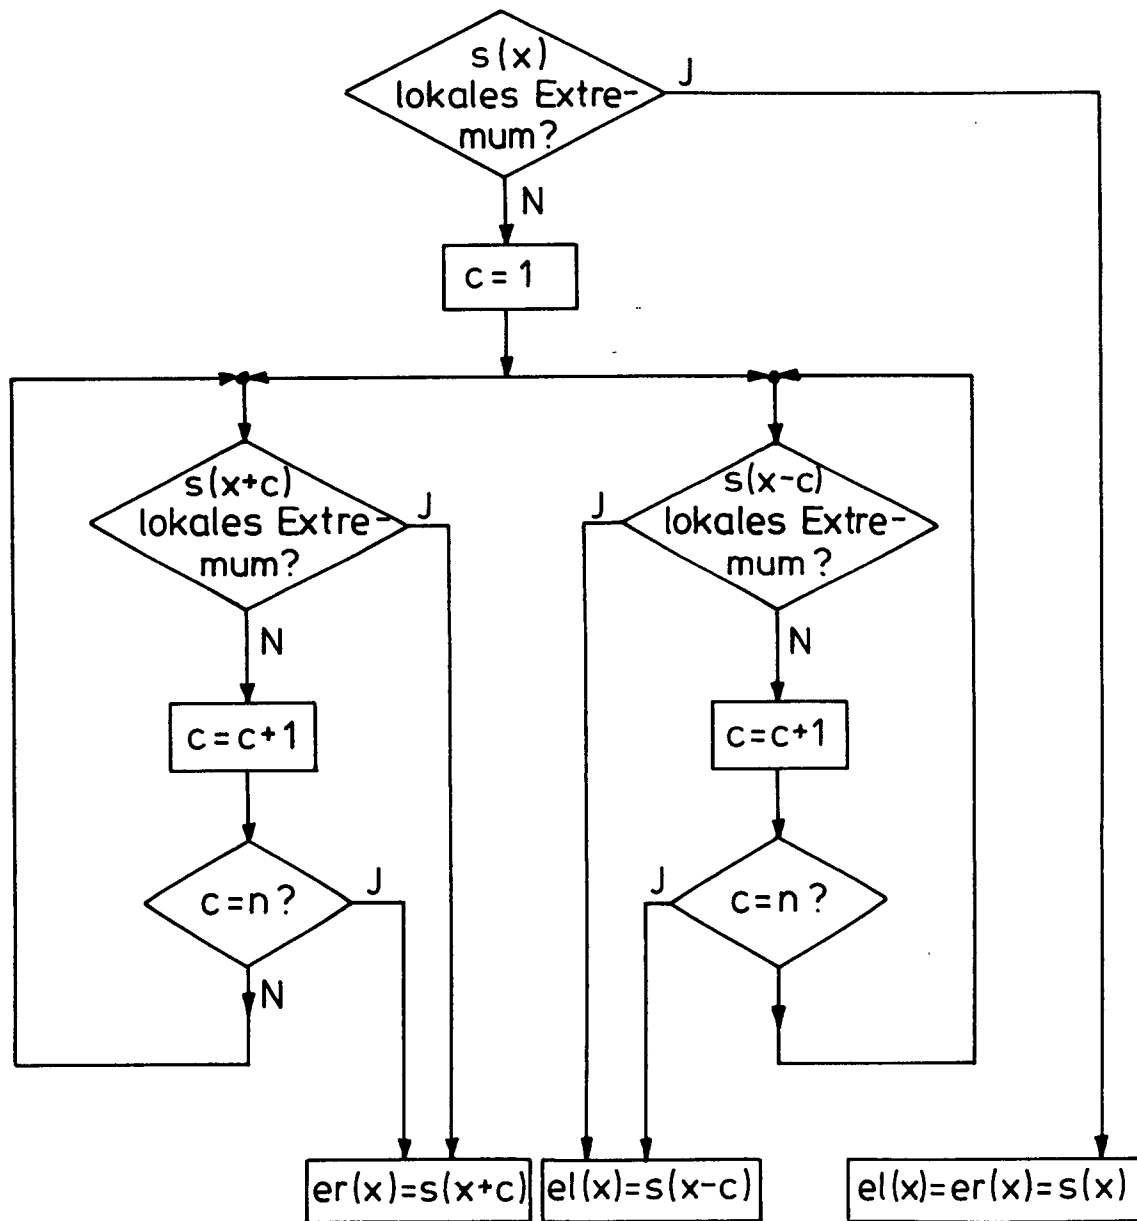 s(x)
lokales Extre-
mum?
J
N
c = 1
s(x+c)
lokales Extre-
mum?
J
N
s(x-c)
lokales Extre-
mum?
J
N
c=c+1
c=c+1
c=n?
J
N
c=n?
J
er(x)=s(x+c)
el(x)=s(x-c)
el(x)=er(x)=s(x)